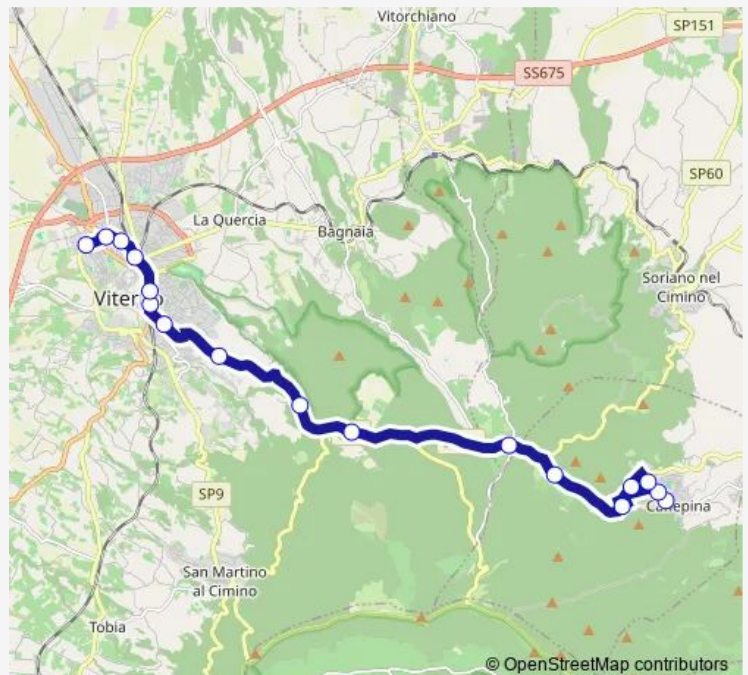 Vitorchiano
SP151
SS675
SP60
La Quercia
Bagnaia
Soriano nel
Cimino
Viterbo
SP9
Canepina
San Martino
al Cimino
Tobia
© OpenStreetMap contributors